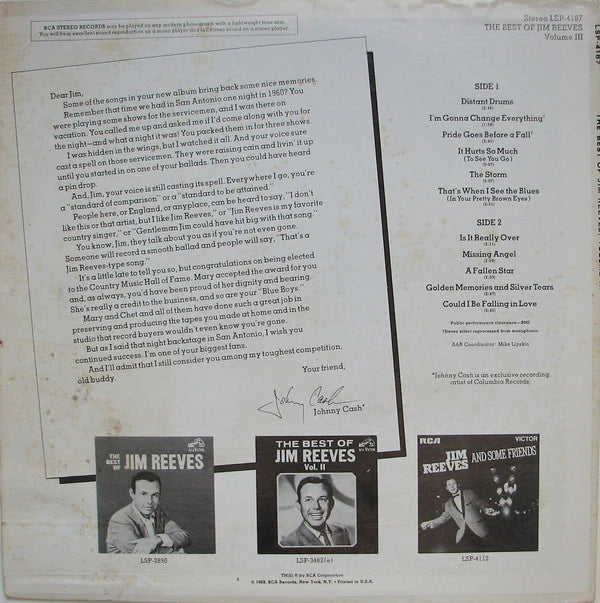 RCA STEREO RECORDS may be played on any modern phonograph with a lightweight tone arm.
You will hear excellent sound reproduction on a mono player and full stereo sound on a stereo player.
Stereo LSP-4187
THE BEST OF JIM REEVES
Volume III
LSP-4187
THE BEST OF JIM REEVES
Dear Jim,
Some of the songs in your new album bring back some nice memories.
Remember that time we had in San Antonio one night in 1960? You
were playing some shows for the servicemen, and I was there on
vacation. You called me up and asked me if I'd come along with you for
the night—and what a night it was! You packed them in for three shows.
I was hidden in the wings, but I watched it all. And your voice sure
cast a spell on those servicemen. They were raising cain and livin' it up
until you started in on one of your ballads. Then you could have heard
a pin drop.
And, Jim, your voice is still casting its spell. Everywhere I go, you're
a "standard of comparison" or a "standard to be attained."
People here, or England, or anyplace, can be heard to say, "I don't
like this or that artist, but I like Jim Reeves," or "Jim Reeves is my favorite
country singer," or "Gentleman Jim could have hit big with that song."
You know, Jim, they talk about you as if you're not even gone.
Someone will record a smooth ballad and people will say, "That's a
Jim Reeves-type song."
It's a little late to tell you so, but congratulations on being elected
to the Country Music Hall of Fame. Mary accepted the award for you
and, as always, you'd have been proud of her dignity and bearing.
She's really a credit to the business, and so are your "Blue Boys."
Mary and Chet and all of them have done such a great job in
preserving and producing the tapes you made at home and in the
studio that record buyers wouldn't even know you're gone.
But as I said that night backstage in San Antonio, I wish you
continued success. I'm one of your biggest fans.
And I'll admit that I still consider you among my toughest competition,
old buddy.
Your friend,
Johnny Cash
Johnny Cash*
SIDE 1
Distant Drums
I'm Gonna Change Everything†
Pride Goes Before a Fall†
It Hurts So Much
(To See You Go)
The Storm
That's When I See the Blues
(In Your Pretty Brown Eyes)
SIDE 2
Is It Really Over
Missing Angel
A Fallen Star
Golden Memories and Silver Tears
Could I Be Falling in Love
Public performance clearance—BMI
†Stereo effect reprocessed from monophonic
A&R Coordinator: Mike Lipskin
*Johnny Cash is an exclusive recording
artist of Columbia Records.
THE BEST OF JIM REEVES
LSP-2890
THE BEST OF
JIM REEVES
Vol. II
LSP-3482(e)
RCA VICTOR
JIM REEVES AND SOME FRIENDS
LSP-4112
TM(s) ® by RCA Corporation
© 1969, RCA Records, New York, N.Y. • Printed in U.S.A.